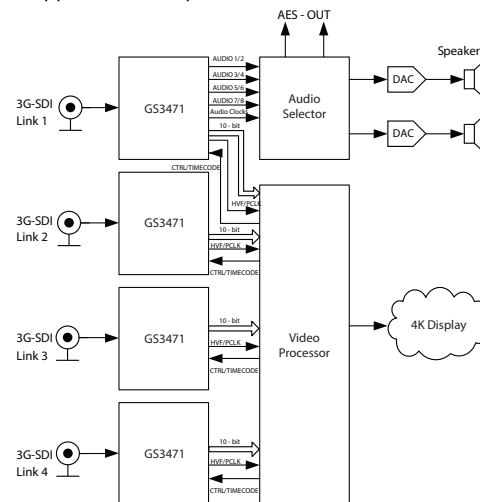 AES - OUT
Speaker
AUDIO 1/2
AUDIO 3/4
AUDIO 5/6
AUDIO 7/8
Audio Clock
10 - bit
3G-SDI
Link 1
GS3471
Audio
Selector
DAC
DAC
CTRL/TIMECODE
HVF/PCLK
3G-SDI
Link 2
GS3471
10 - bit
HVF/PCLK
CTRL/TIMECODE
3G-SDI
Link 3
GS3471
10 - bit
HVF/PCLK
CTRL/TIMECODE
Video
Processor
4K Display
3G-SDI
Link 4
GS3471
10 - bit
HVF/PCLK
CTRL/TIMECODE